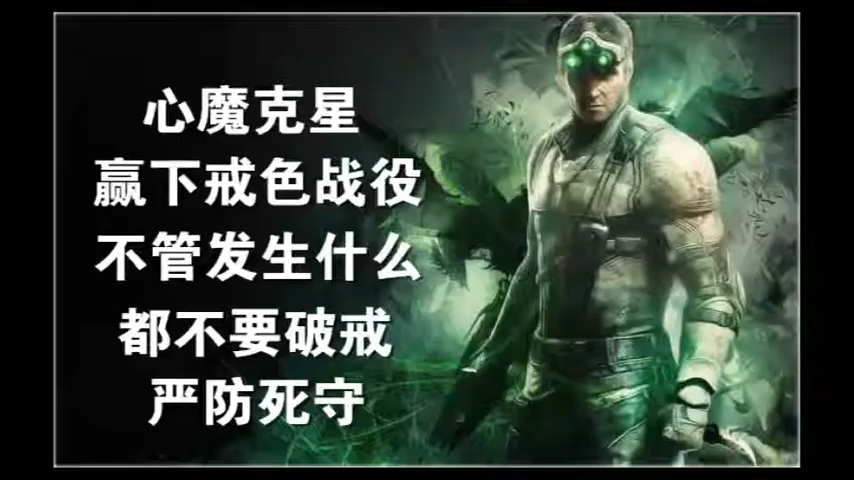 心魔克星
赢下戒色战役
不管发生什么
都不要破戒
严防死守